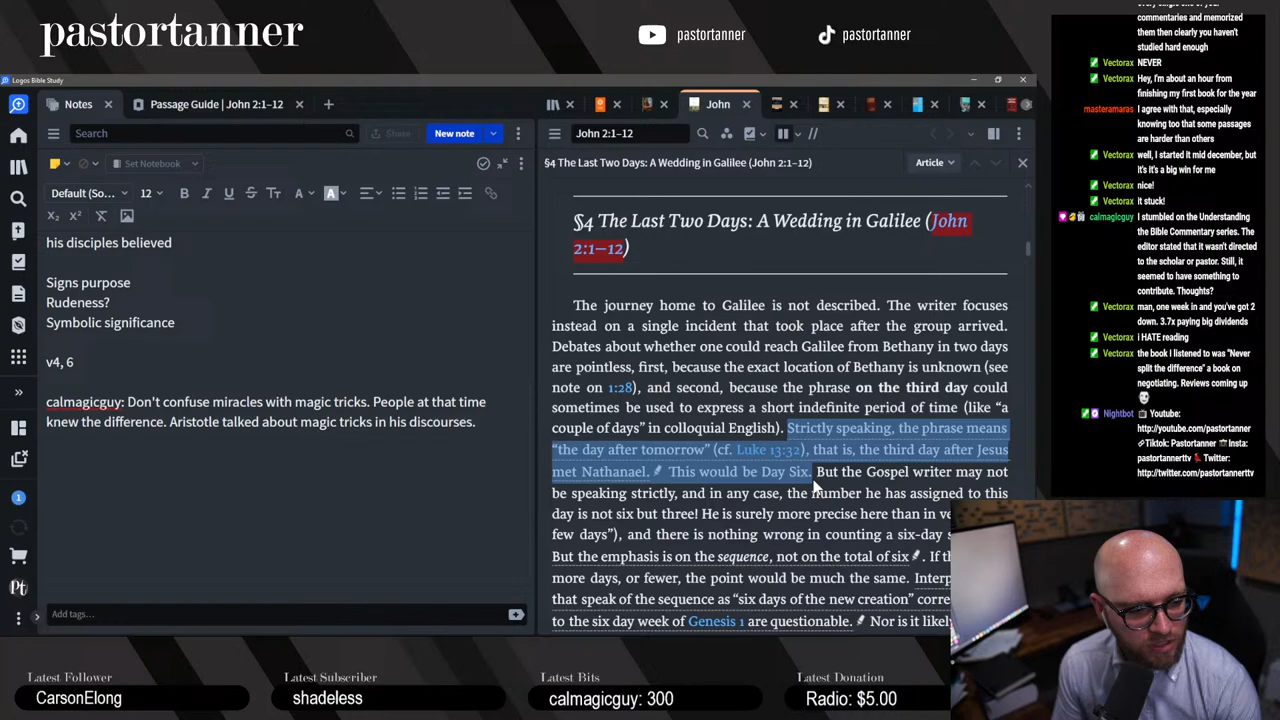 pastortanner
pastortanner
pastortanner
Logos Bible Study
Notes
Passage Guide | John 2:1–12
John
Search
Share
New note
John 2:1–12
Set Notebook
§4 The Last Two Days: A Wedding in Galilee (John 2:1–12)
Article
Default (So...
12
his disciples believed
Signs purpose
Rudeness?
Symbolic significance
v4, 6
calmagicguy: Don't confuse miracles with magic tricks. People at that time
knew the difference. Aristotle talked about magic tricks in his discourses.
Add tags...
§4 The Last Two Days: A Wedding in Galilee (John
2:1–12)
The journey home to Galilee is not described. The writer focuses
instead on a single incident that took place after the group arrived.
Debates about whether one could reach Galilee from Bethany in two days
are pointless, first, because the exact location of Bethany is unknown (see
note on 1:28), and second, because the phrase on the third day could
sometimes be used to express a short indefinite period of time (like “a
couple of days” in colloquial English). Strictly speaking, the phrase means
“the day after tomorrow” (cf. Luke 13:32), that is, the third day after Jesus
met Nathanael. This would be Day Six. But the Gospel writer may not
be speaking strictly, and in any case, the number he has assigned to this
day is not six but three! He is surely more precise here than in
few days”), and there is nothing wrong in counting a six-day
But the emphasis is on the sequence, not on the total of six. If
more days, or fewer, the point would be much the same.
that speak of the sequence as “six days of the new creation”
to the six day week of Genesis 1 are questionable. Nor is it
commentaries and memorized
them then clearly you haven't
studied hard enough
Vectorax NEVER
Vectorax Hey, I'm about an hour from
finishing my first book for the
year
masteramaras I agree with that, especially
knowing too that some passages
are harder than others
Vectorax well, I started it mid december, but
it's it's a big win for me
Vectorax nice!
Vectorax it stuck!
calmagicguy I stumbled on the Understanding
the Bible Commentary series. The
editor stated that it wasn't directed
to the scholar or pastor. Still, it
seemed to have something to
contribute. Thoughts?
Vectorax man, one week in and you've got 2
down. 3.7x paying big dividends
Vectorax i HATE reading
Vectorax the book I listened to was "Never
split the difference" a book on
negotiating. Reviews coming up
Nightbot Youtube:
http://youtube.com/pastortanner
Tiktok: Pastortanner Insta:
pastortannerttv Twitter:
http://twitter.com/pastortannerttv
1
Pt
Latest Follower
CarsonElong
Latest Subscriber
shadeless
Latest Bits
calmagicguy: 300
Latest Donation
Radio: $5.00